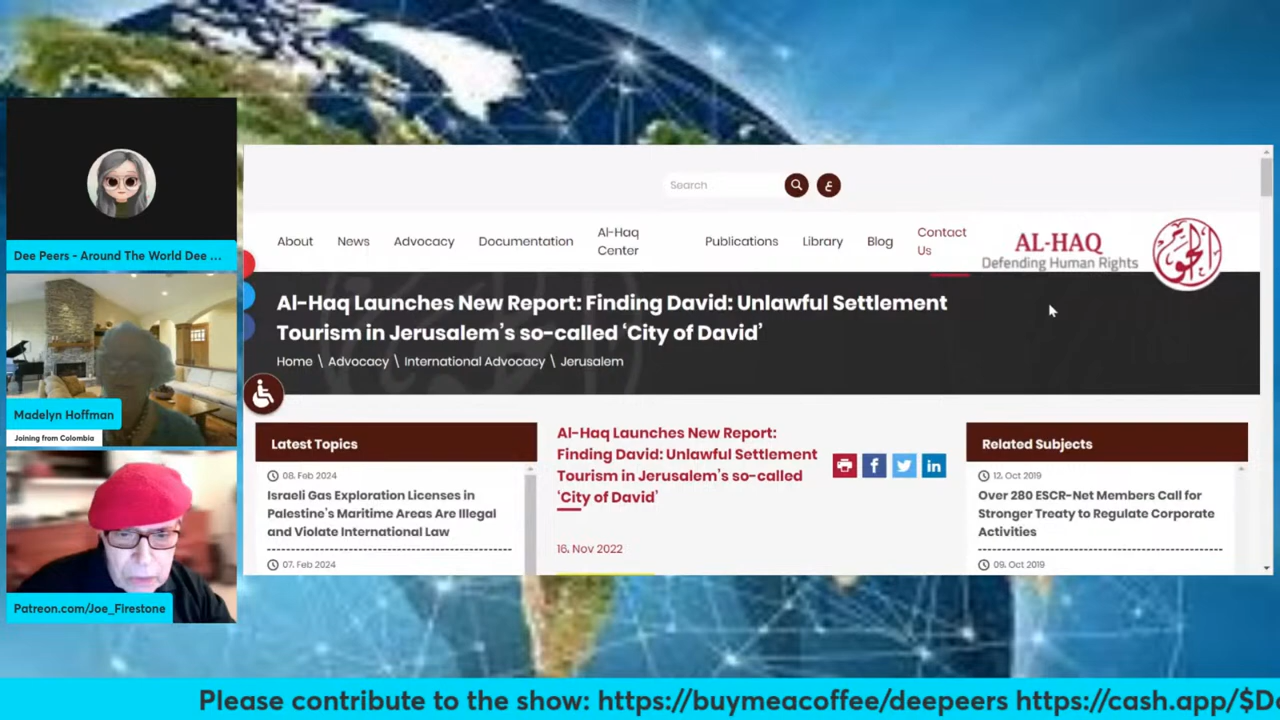 Dee Peers - Around The World Dee ...
Madelyn Hoffman
Joining from Colombia
Patreon.com/Joe_Firestone
Search
ع
About
News
Advocacy
Documentation
Al-Haq
Center
Publications
Library
Blog
Contact
Us
AL-HAQ
Defending Human Rights
Al-Haq Launches New Report: Finding David: Unlawful Settlement
Tourism in Jerusalem's so-called ‘City of David’
Home \ Advocacy \ International Advocacy \ Jerusalem
Latest Topics
08. Feb 2024
Israeli Gas Exploration Licenses in
Palestine's Maritime Areas Are Illegal
and Violate International Law
07. Feb 2024
Al-Haq Launches New Report:
Finding David: Unlawful Settlement
Tourism in Jerusalem's so-called
‘City of David’
16. Nov 2022
Related Subjects
12. Oct 2019
Over 280 ESCR-Net Members Call for
Stronger Treaty to Regulate Corporate
Activities
09. Oct 2019
Please contribute to the show: https://buymeacoffee/deepeers https://cash.app/$D